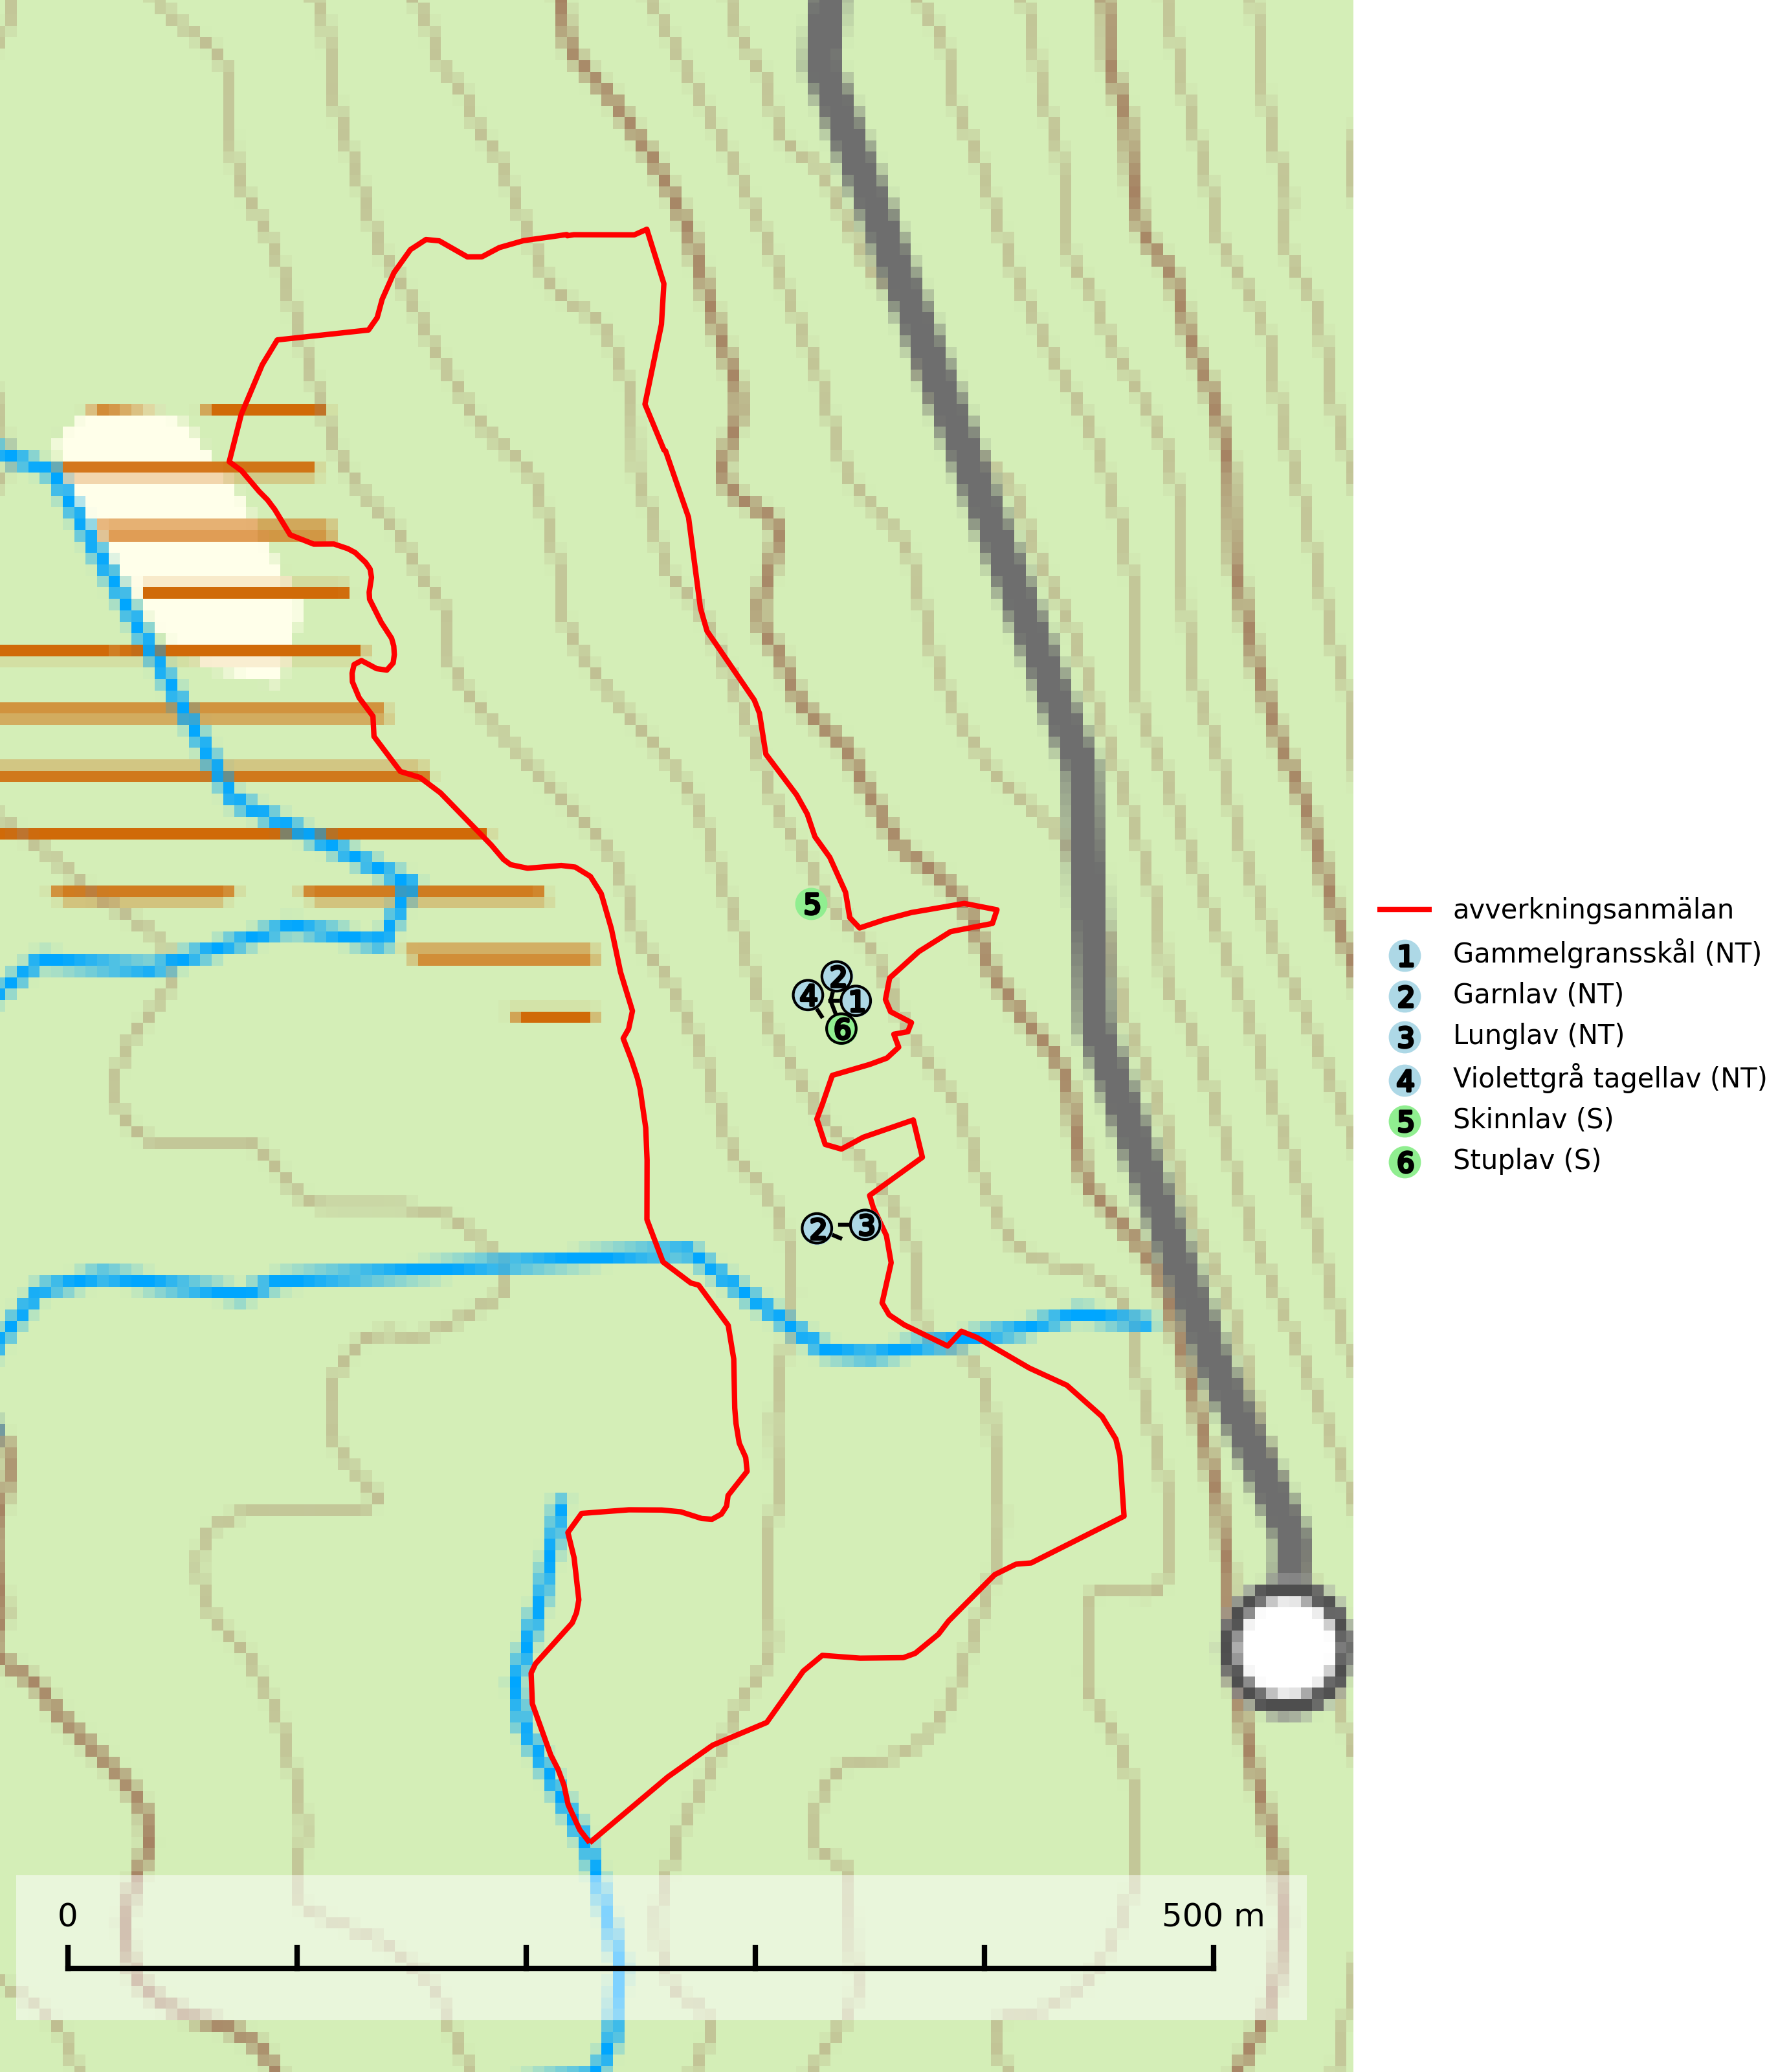 5
2
4
1
6
2
3
0
500 m
avverkningsanmälan
1 Gammelgransskål (NT)
2 Garnlav (NT)
3 Lunglav (NT)
4 Violettgrå tagellav (NT)
5 Skinnlav (S)
6 Stuplav (S)